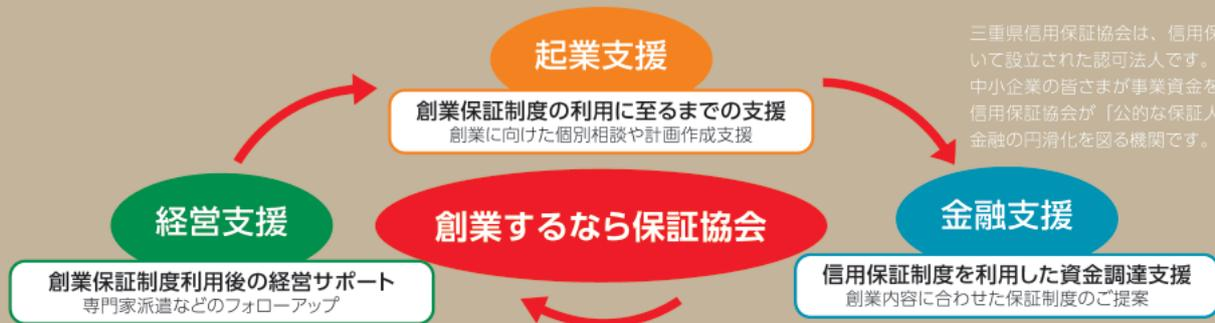 起業支援
創業保証制度の利用に至るまでの支援
創業に向けた個別相談や計画作成支援
三重県信用保証協会は、信用保
いて設立された認可法人です。
中小企業の皆さまが事業資金を
信用保証協会が「公的な保証人
金融の円滑化を図る機関です。
創業するなら保証協会
経営支援
創業保証制度利用後の経営サポート
専門家派遣などのフォローアップ
金融支援
信用保証制度を利用した資金調達支援
創業内容に合わせた保証制度のご提案